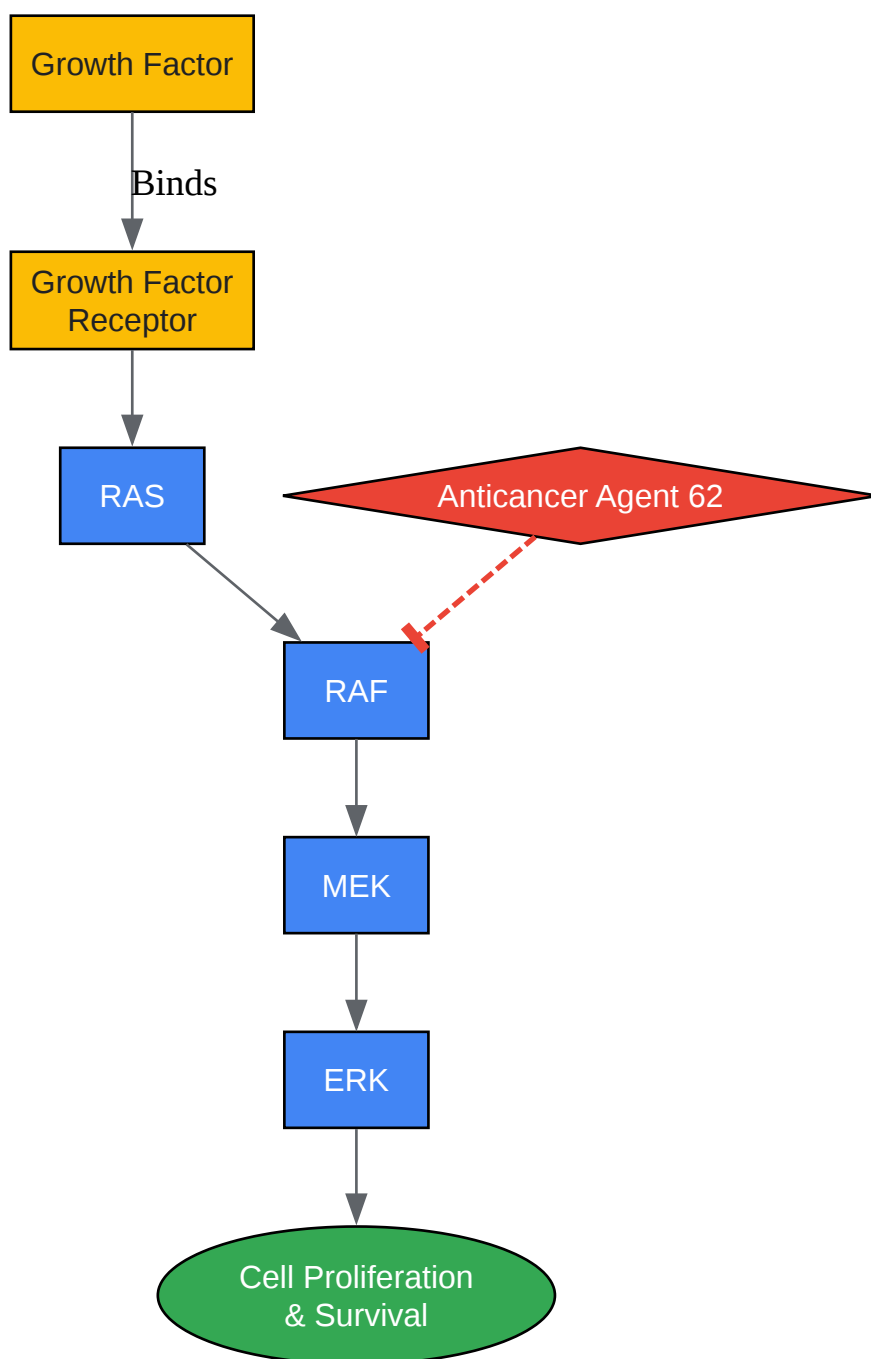 Growth Factor
Binds
Growth Factor
Receptor
RAS
Anticancer Agent 62
RAF
MEK
ERK
Cell Proliferation
& Survival